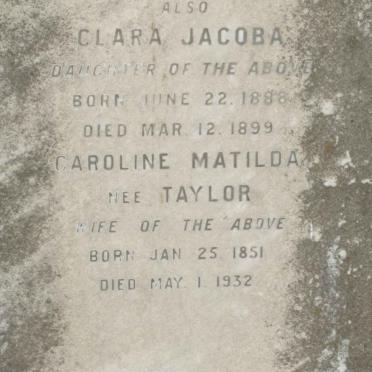 ALSO
CLARA JACOBA
DAUGHTER OF THE ABOVE
BORN JUNE 22. 1888
DIED MAR. 12. 1899
CAROLINE MATILDA
NEE TAYLOR
WIFE OF THE ABOVE
BORN JAN 25 1851
DIED MAY. 1. 1932